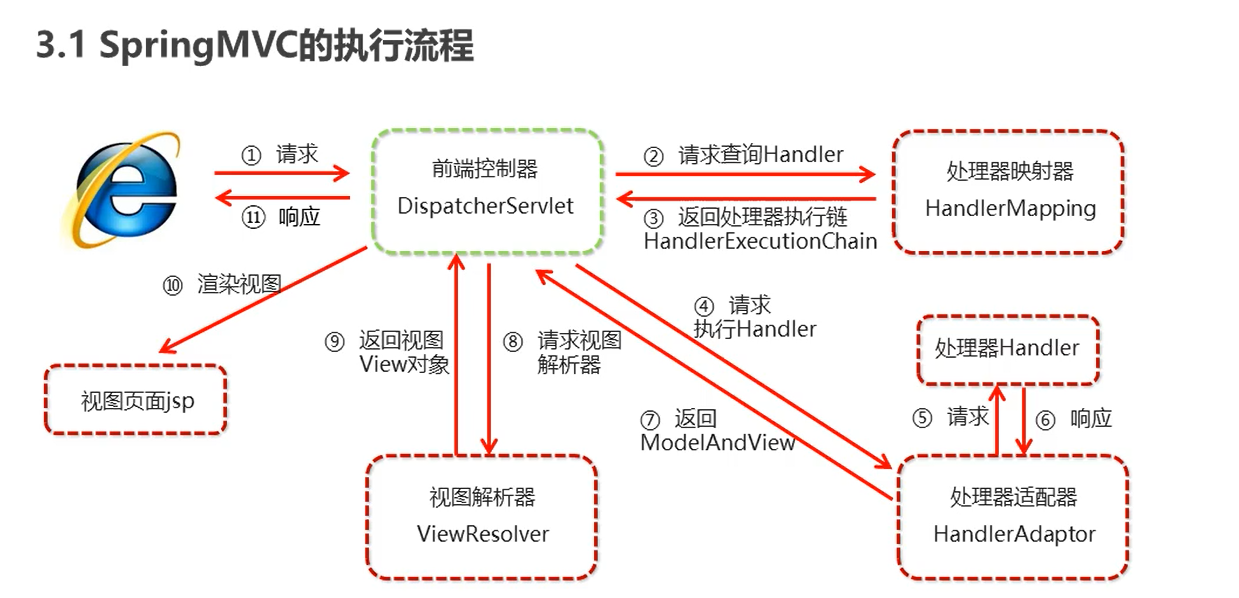 3.1 SpringMVC的执行流程
① 请求
⑪ 响应
前端控制器
DispatcherServlet
② 请求查询Handler
③ 返回处理器执行链
HandlerExecutionChain
处理器映射器
HandlerMapping
⑩ 渲染视图
⑨ 返回视图
View对象
⑧ 请求视图
解析器
④ 请求
执行Handler
处理器Handler
视图页面jsp
⑦ 返回
ModelAndView
⑤ 请求
⑥ 响应
视图解析器
ViewResolver
处理器适配器
HandlerAdaptor